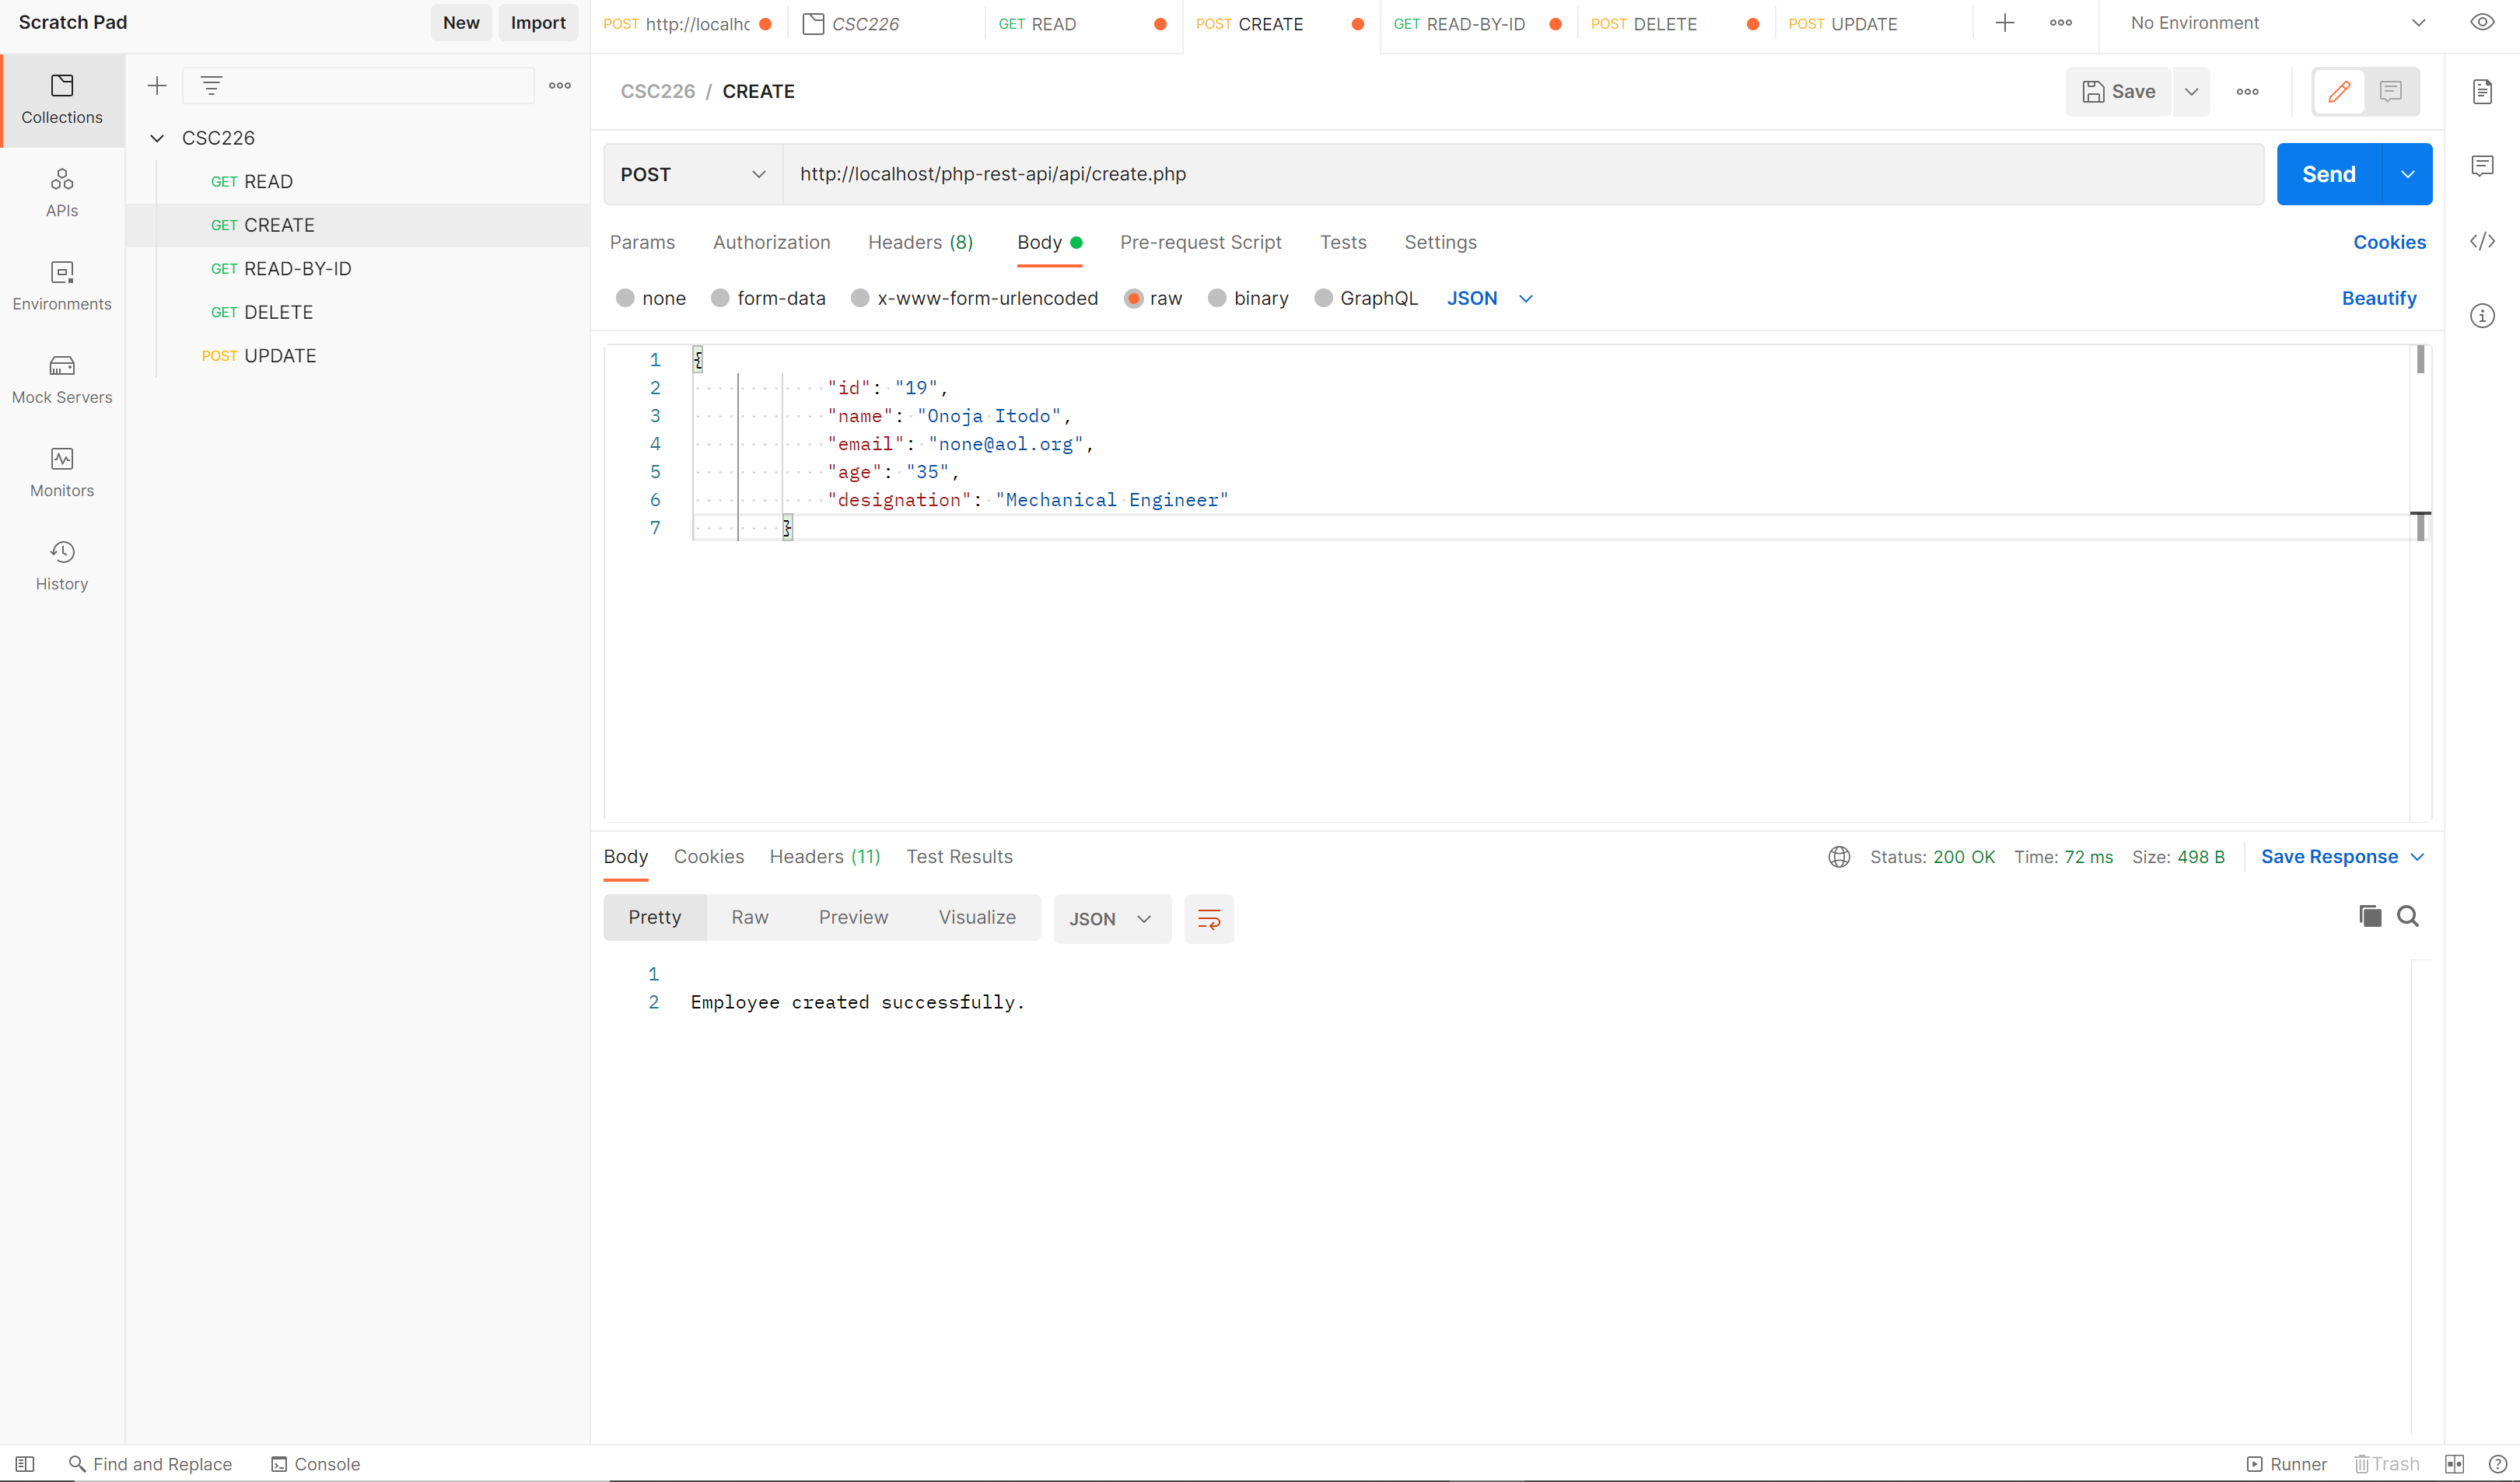 Scratch Pad
New
Import
POST http://localhc
CSC226
GET READ
POST CREATE
GET READ-BY-ID
POST DELETE
POST UPDATE
No Environment
Collections
APIs
Environments
Mock Servers
Monitors
History
CSC226
GET READ
GET CREATE
GET READ-BY-ID
GET DELETE
POST UPDATE
CSC226 / CREATE
Save
POST
http://localhost/php-rest-api/api/create.php
Send
Params Authorization Headers (8) Body Pre-request Script Tests Settings
Cookies
none form-data x-www-form-urlencoded raw binary GraphQL JSON
Beautify
1 {
2 "id": "19",
3 "name": "Onoja Itodo",
4 "email": "none@aol.org",
5 "age": "35",
6 "designation": "Mechanical Engineer"
7 }
Body Cookies Headers (11) Test Results
Status: 200 OK Time: 72 ms Size: 498 B
Save Response
Pretty Raw Preview Visualize JSON
1
2 Employee created successfully.
Find and Replace
Console
Runner
Trash